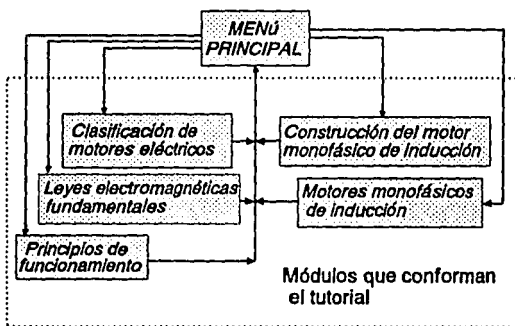 MENú
PRINCIPAL
Clasificación de
motores eléctricos
Construcción del motor
monofásico de inducción
Leyes electromagnéticas
fundamentales
Motores monofásicos
de inducción
Principios de
funcionamiento
Módulos que conforman
el tutorial